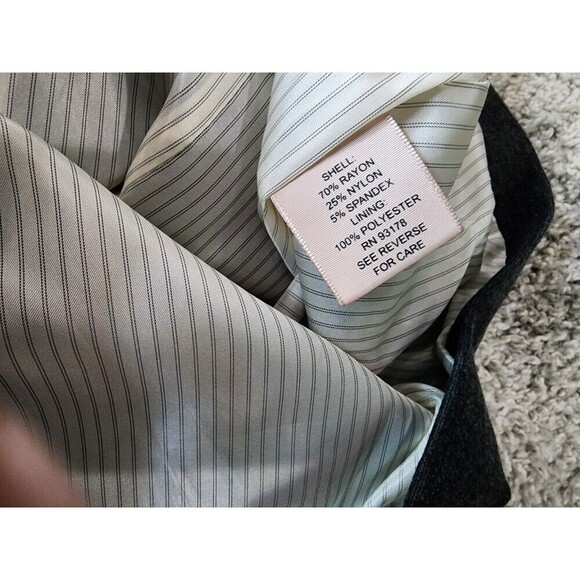 SHELL:
70% RAYON
25% NYLON
5% SPANDEX
LINING:
100% POLYESTER
RN 93178
SEE REVERSE
FOR CARE